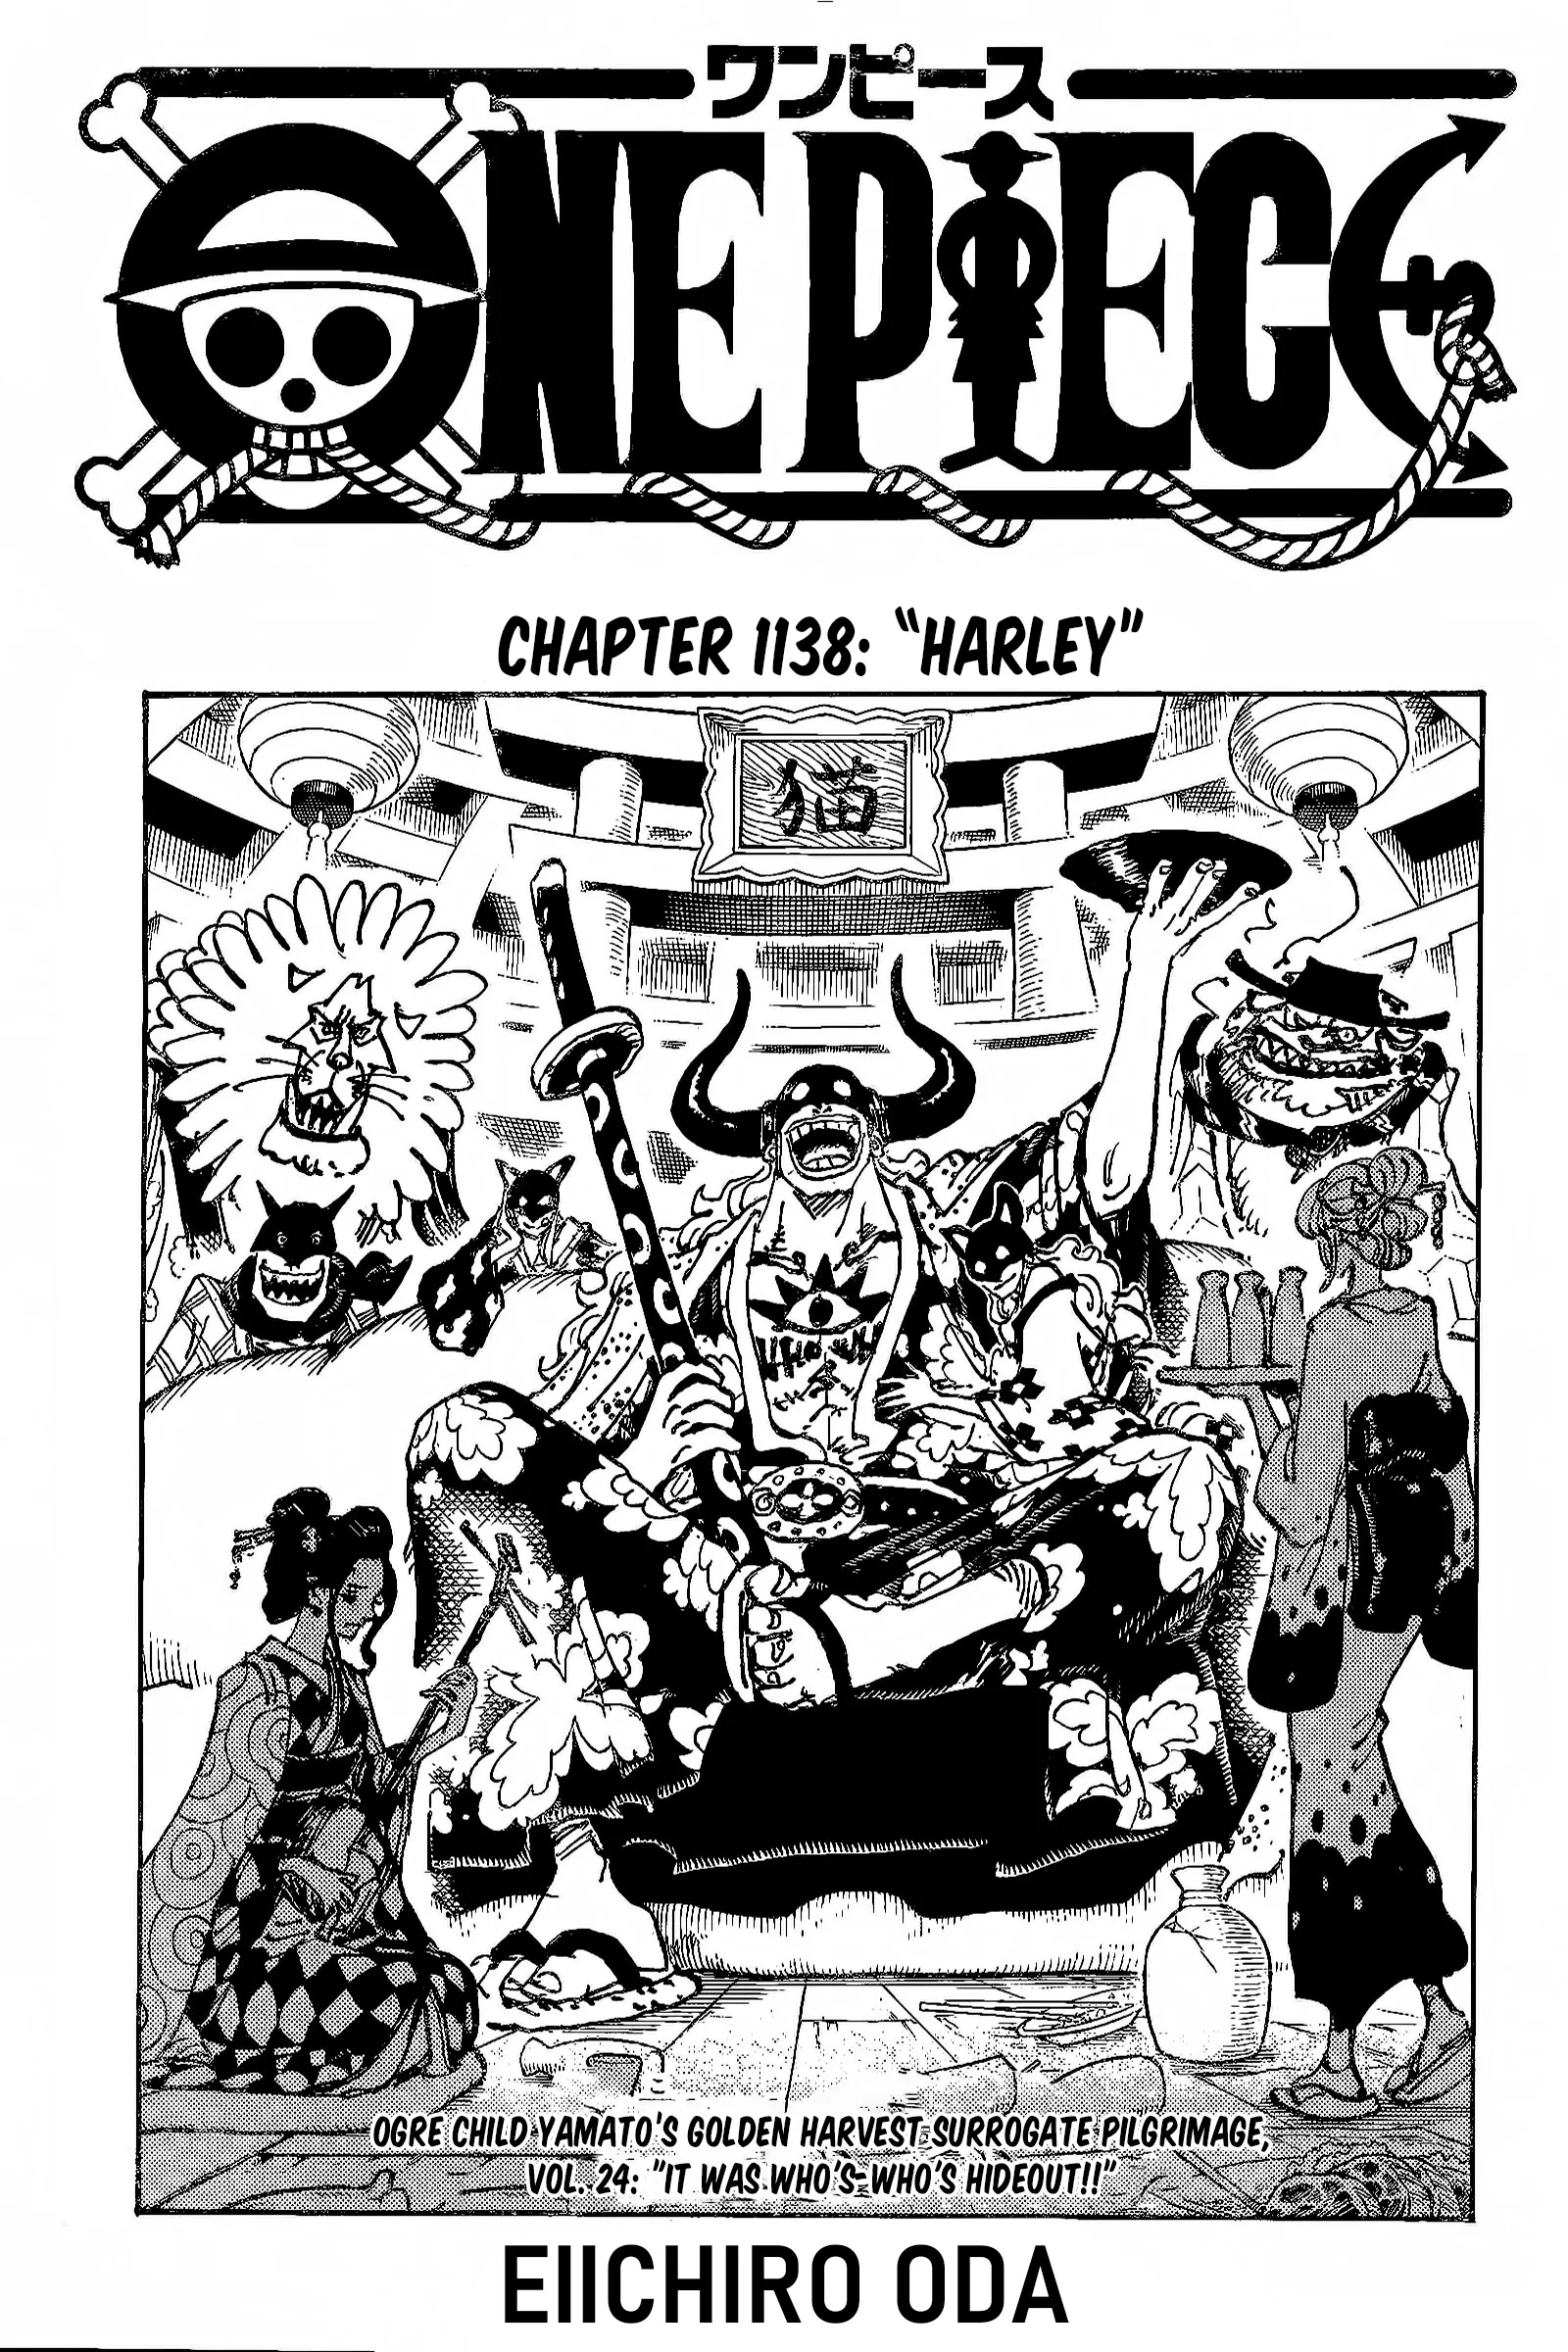 ワンピース
ONE PIECE
CHAPTER 1138: “HARLEY”
猫
OGRE CHILD YAMATO'S GOLDEN HARVEST SURROGATE PILGRIMAGE,
VOL. 24: "IT WAS WHO'S-WHO'S HIDEOUT!!"
EIICHIRO ODA